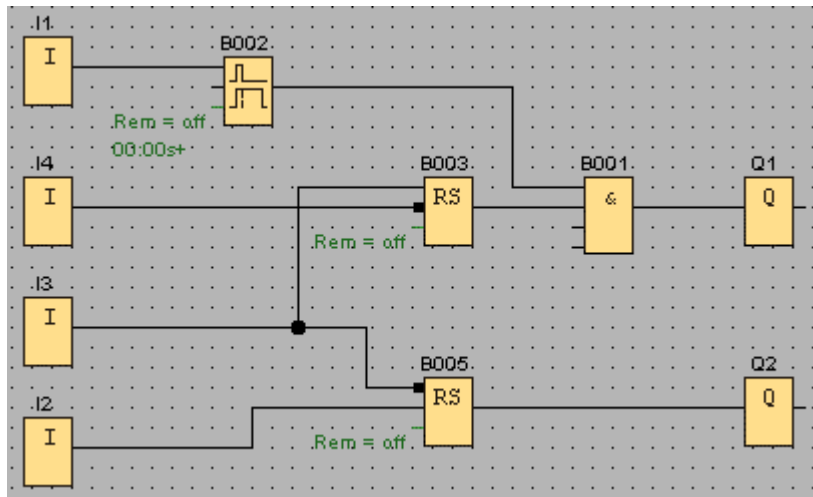 I1
I
B002
Rem = off
00:00s+
I4
I
B003
RS
Rem = off
B001
&
Q1
Q
I3
I
B005
RS
Rem = off
Q2
Q
I2
I